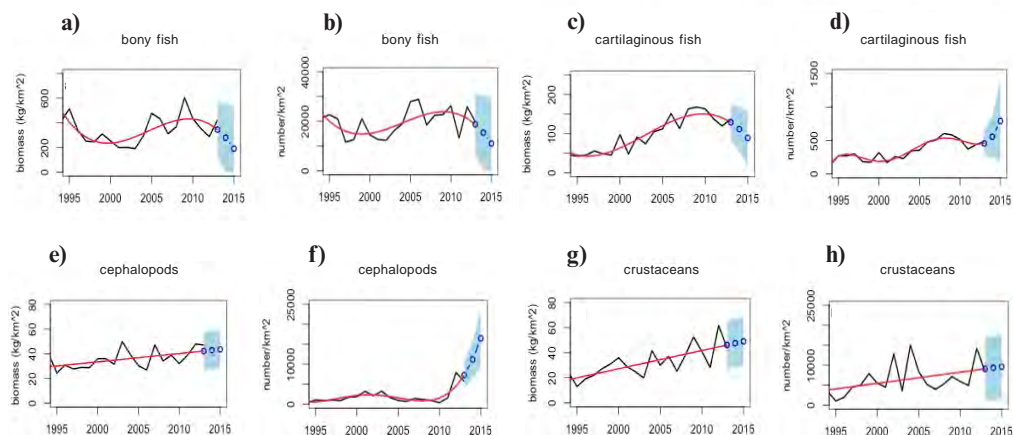 a) b) c) d)
bony fish bony fish cartilaginous fish cartilaginous fish
biomass (kg/km^2)
0 200 600
1995 2000 2005 2010 2015
number/km^2
0 20000 40000
1995 2000 2005 2010 2015
biomass (kg/km^2)
0 50 100 200
1995 2000 2005 2010 2015
number/km^2
0 500 1500
1995 2000 2005 2010 2015
e) f) g) h)
cephalopods cephalopods crustaceans crustaceans
biomass (kg/km^2)
0 20 40 60 80
1995 2000 2005 2010 2015
number/km^2
0 10000 25000
1995 2000 2005 2010 2015
biomass (kg/km^2)
0 20 40 60 80
1995 2000 2005 2010 2015
number/km^2
0 10000 25000
1995 2000 2005 2010 2015